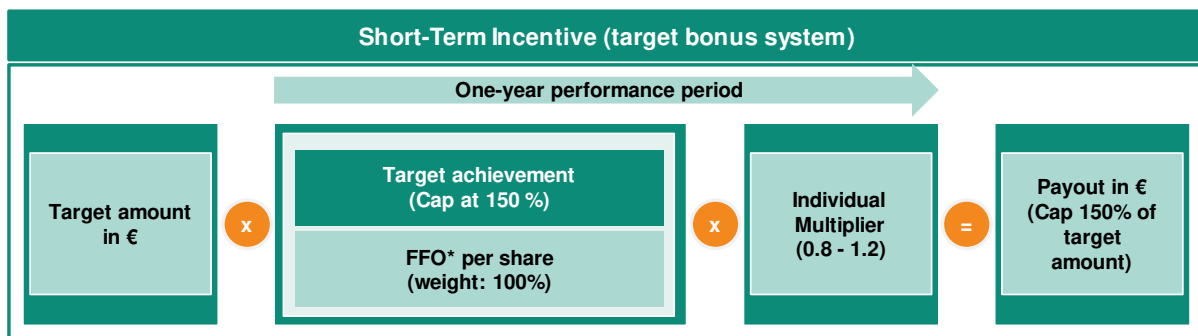 Short-Term Incentive (target bonus system)
One-year performance period
Target amount
in €
x
Target achievement
(Cap at 150 %)
FFO* per share
(weight: 100%)
x
Individual
Multiplier
(0.8 - 1.2)
=
Payout in €
(Cap 150% of
target
amount)